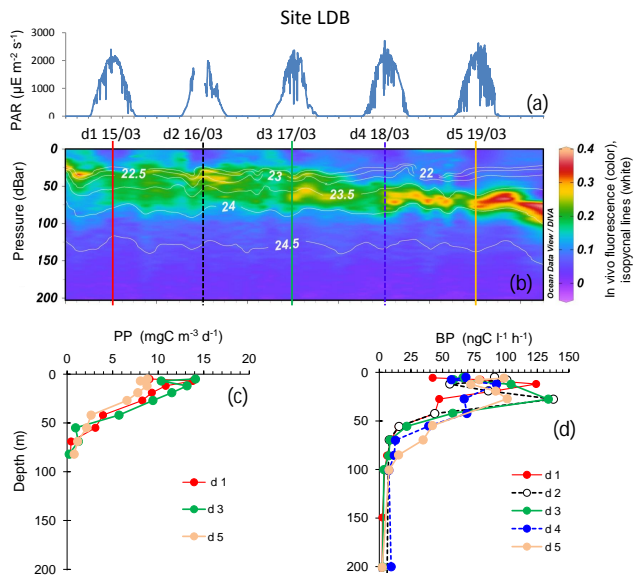 Site LDB
3000
2000
1000
0
PAR (µE m-2 s-1)
(a)
d1 15/03 d2 16/03 d3 17/03 d4 18/03 d5 19/03
0
50
100
150
200
Pressure (dBar)
22.5 23 22
23.5
24
24.5
(b)
Ocean Data View / DIVA
0.4
0.3
0.2
0.1
0
In vivo fluorescence (color),
isopycnal lines (white)
PP (mgC m-3 d-1)
0 5 10 15 20
0
50
100
150
200
Depth (m)
(c)
d 1
d 3
d 5
BP (ngC l-1 h-1)
0 25 50 75 100 125 150
0
50
100
150
200
(d)
d 1
d 2
d 3
d 4
d 5